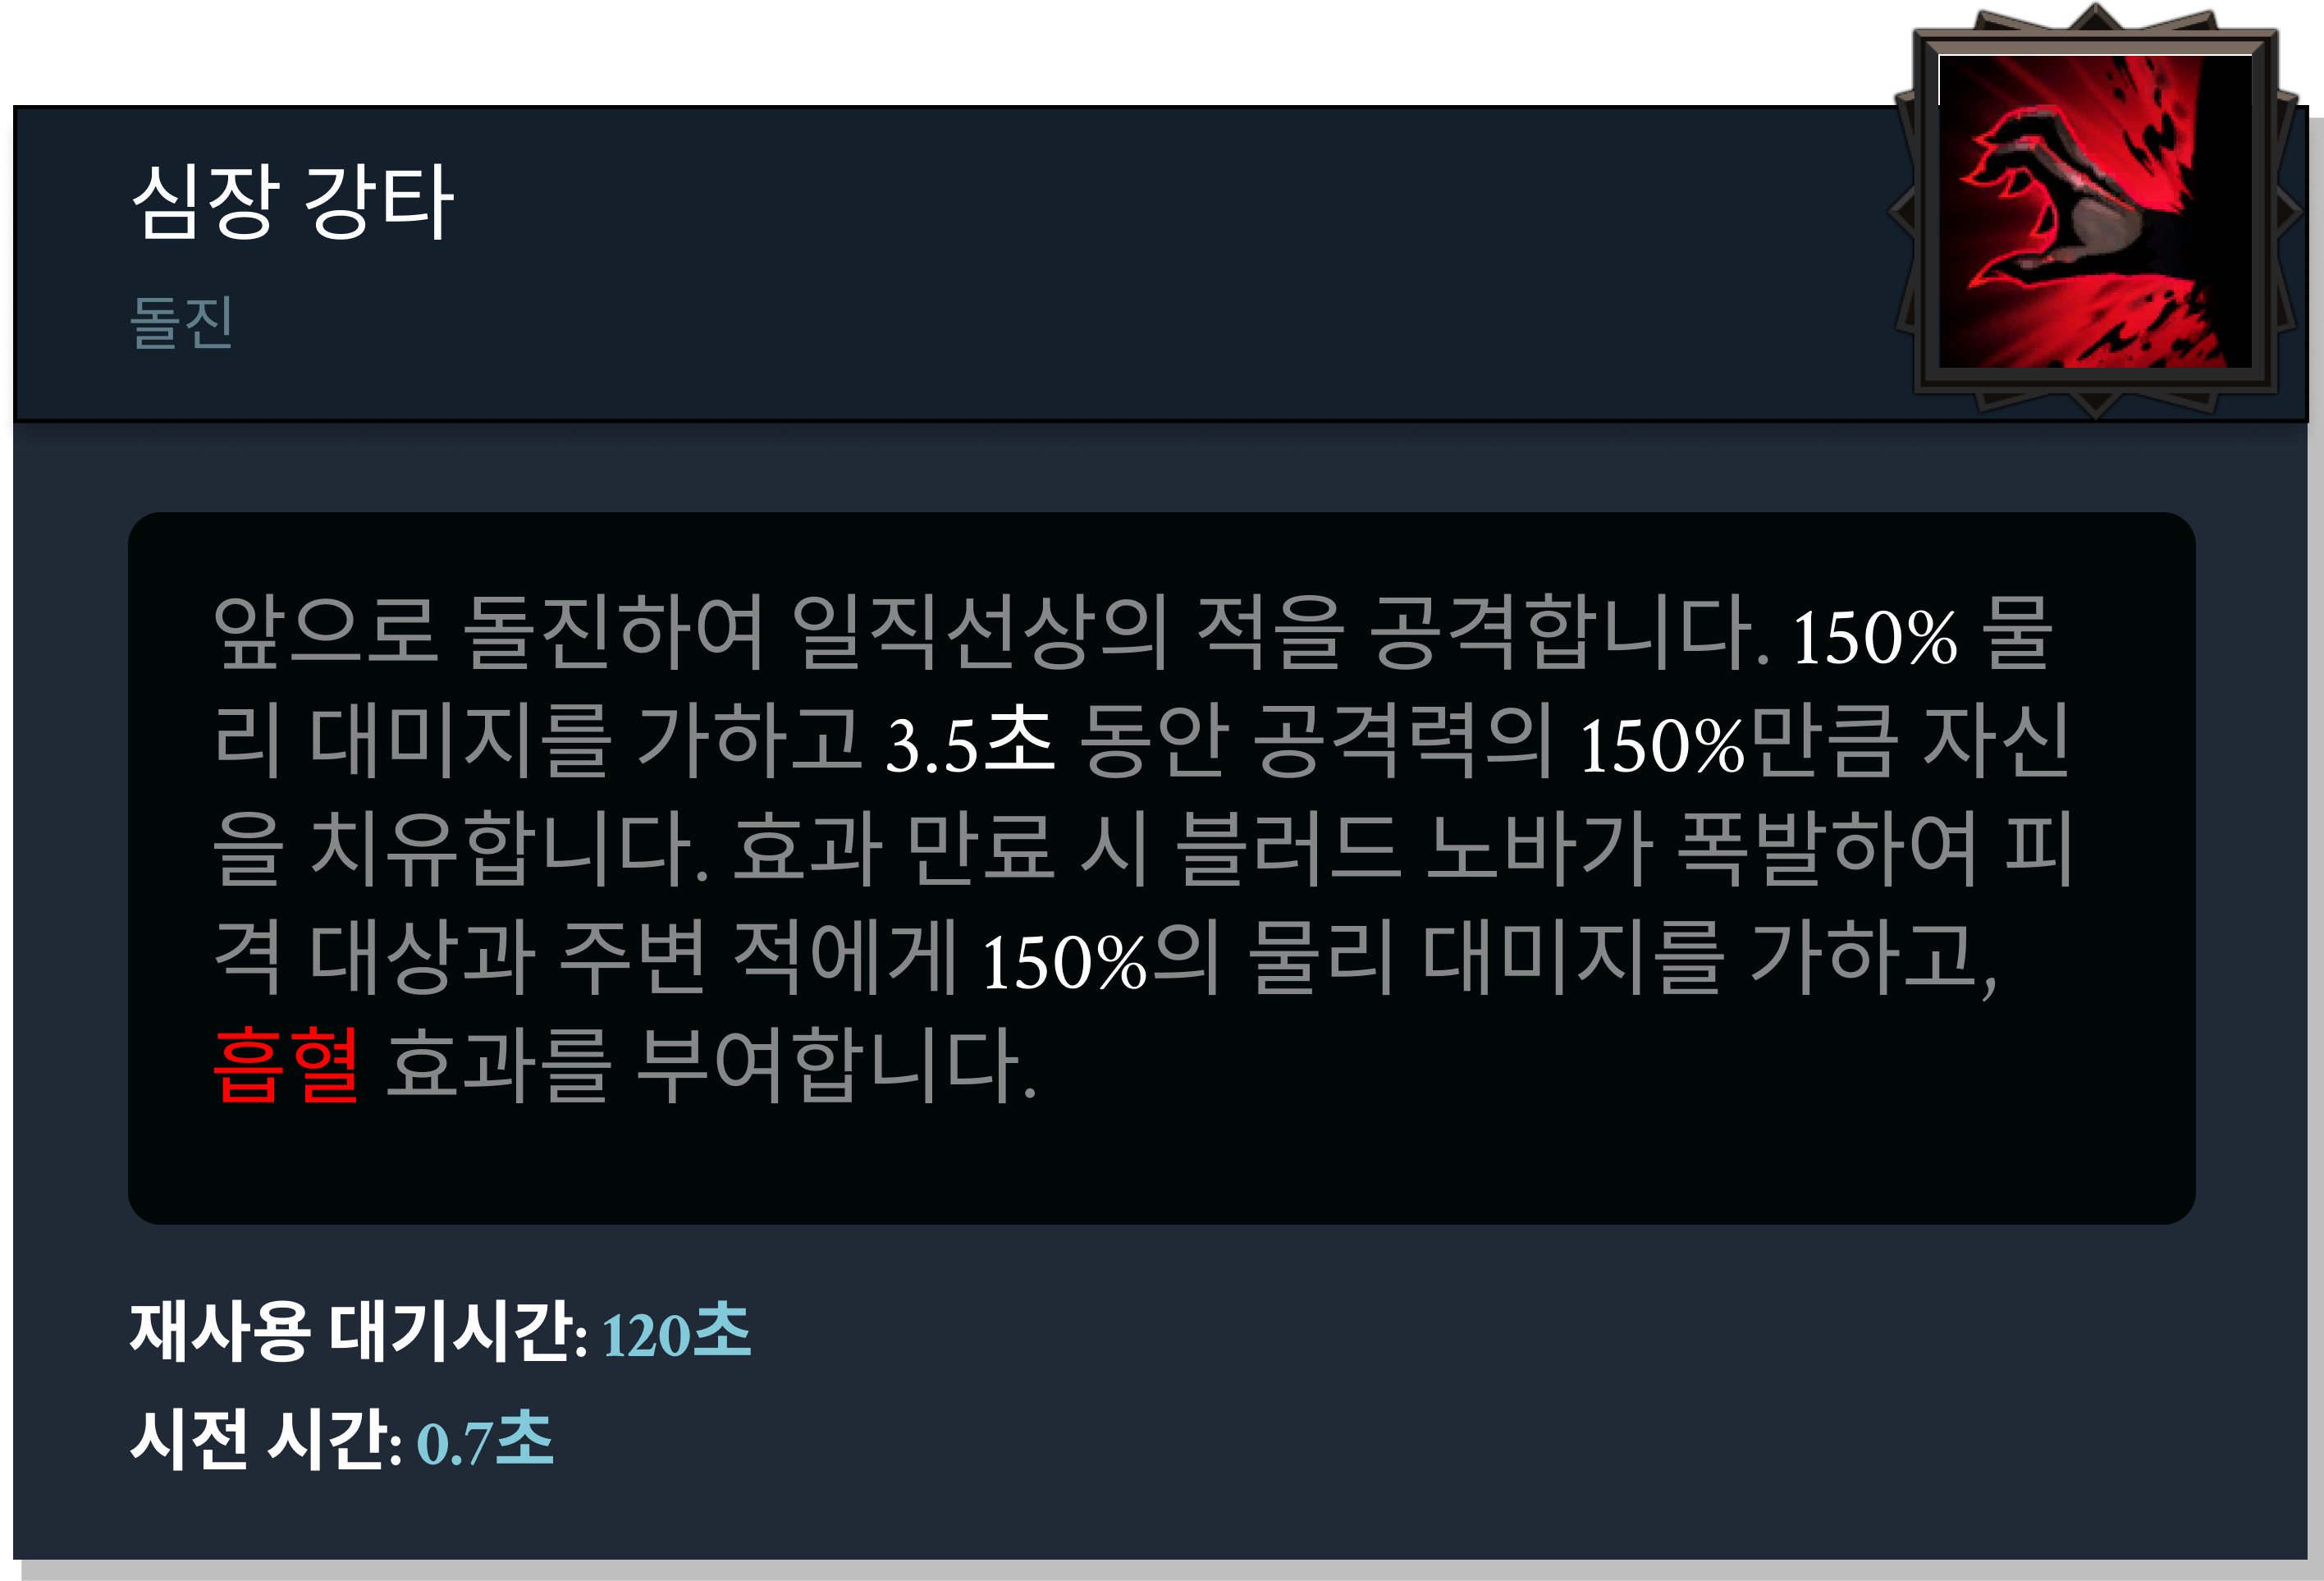 심장 강타
돌진
앞으로 돌진하여 일직선상의 적을 공격합니다. 150% 물
리 대미지를 가하고 3.5초 동안 공격력의 150%만큼 자신
을 치유합니다. 효과 만료 시 블러드 노바가 폭발하여 피
격 대상과 주변 적에게 150%의 물리 대미지를 가하고,
흡혈 효과를 부여합니다.
재사용 대기시간: 120초
시전 시간: 0.7초